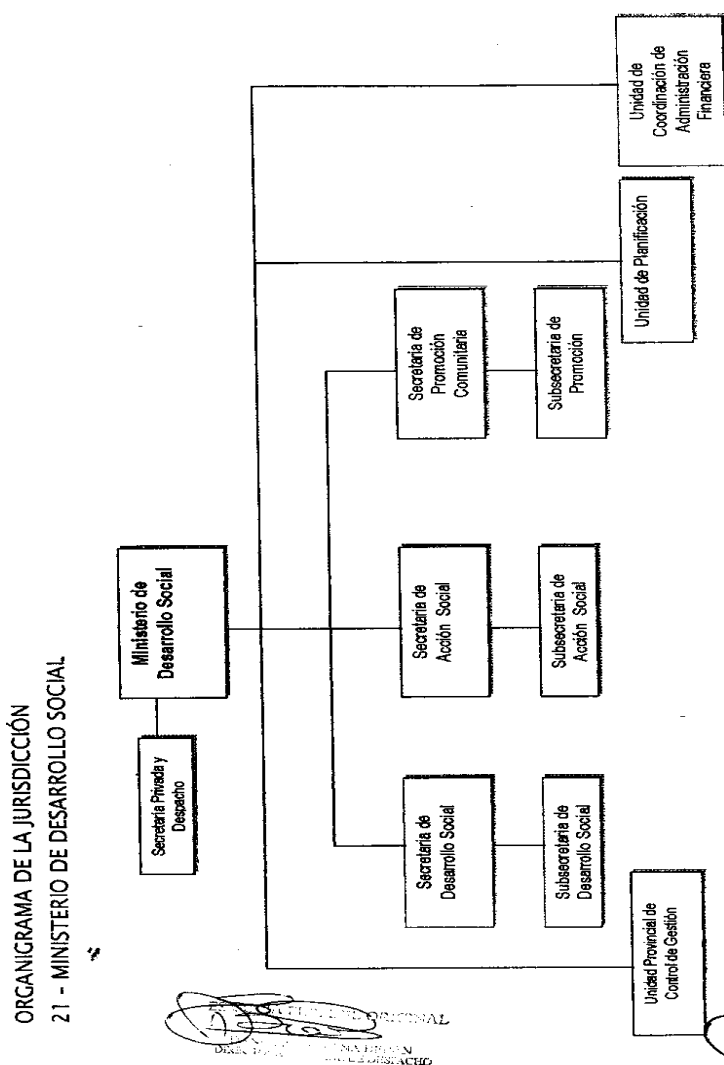 ORGANIGRAMA DE LA JURISDICCIÓN
21 - MINISTERIO DE DESARROLLO SOCIAL
Ministerio de
Desarrollo Social
Secretaría Privada y
Despacho
Secretaría de
Desarrollo Social
Secretaría de
Acción Social
Secretaría de
Promoción
Comunitaria
Subsecretaría de
Desarrollo Social
Subsecretaría de
Acción Social
Subsecretaría de
Promoción
Unidad Provincial de
Control de Gestión
Unidad de Planificación
Unidad de
Coordinación de
Administración
Financiera
ORIGINAL
DESPACHO